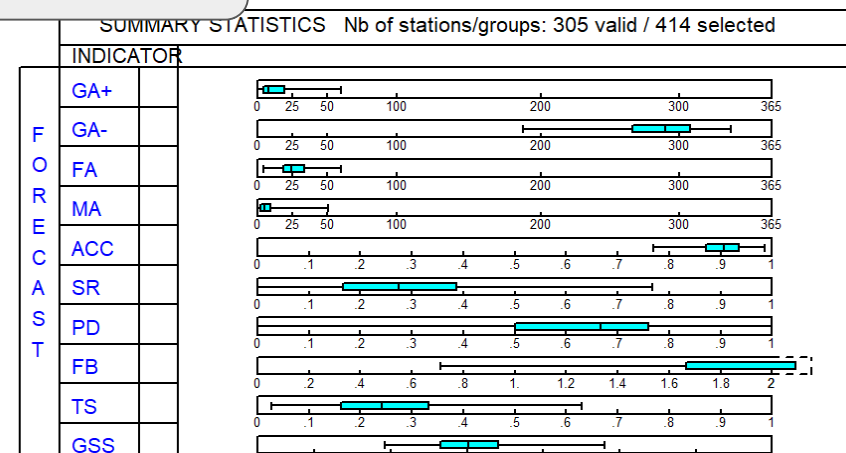 SUMMARY STATISTICS Nb of stations/groups: 305 valid / 414 selected
INDICATOR
FORECAST
GA+
0 25 50 100 200 300 365
GA-
0 25 50 100 200 300 365
FA
0 25 50 100 200 300 365
MA
0 25 50 100 200 300 365
ACC
0 .1 .2 .3 .4 .5 .6 .7 .8 .9 1
SR
0 .1 .2 .3 .4 .5 .6 .7 .8 .9 1
PD
0 .1 .2 .3 .4 .5 .6 .7 .8 .9 1
FB
0 .2 .4 .6 .8 1. 1.2 1.4 1.6 1.8 2
TS
0 .1 .2 .3 .4 .5 .6 .7 .8 .9 1
GSS